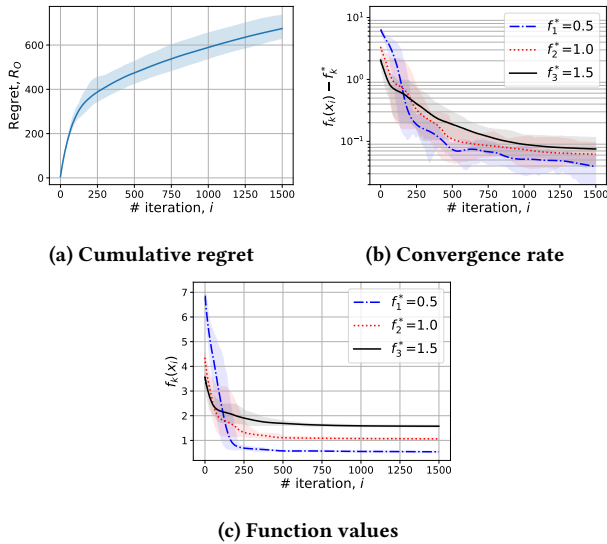 600
400
200
0
Regret, R_O
0 250 500 750 1000 1250 1500
# iteration, i
(a) Cumulative regret
10^1
10^0
10^−1
f_k(x_i) − f_k^*
f_1^*=0.5
f_2^*=1.0
f_3^*=1.5
0 250 500 750 1000 1250 1500
# iteration, i
(b) Convergence rate
7
6
5
4
3
2
1
f_k(x_i)
f_1^*=0.5
f_2^*=1.0
f_3^*=1.5
0 250 500 750 1000 1250 1500
# iteration, i
(c) Function values